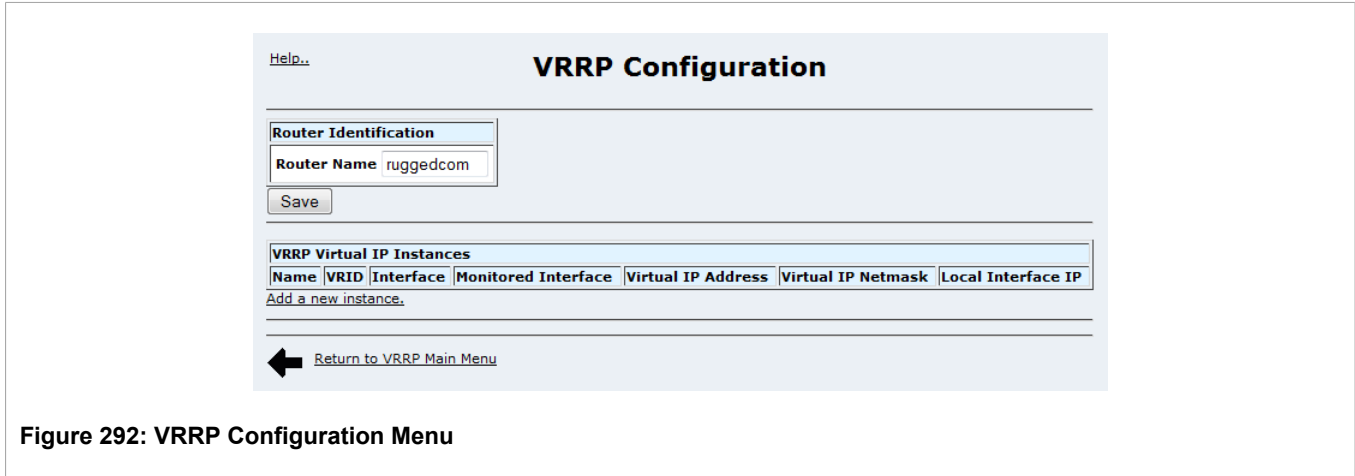 Help..
VRRP Configuration
Router Identification
Router Name ruggedcom
Save
VRRP Virtual IP Instances
Name VRID Interface Monitored Interface Virtual IP Address Virtual IP Netmask Local Interface IP
Add a new instance.
Return to VRRP Main Menu
Figure 292: VRRP Configuration Menu